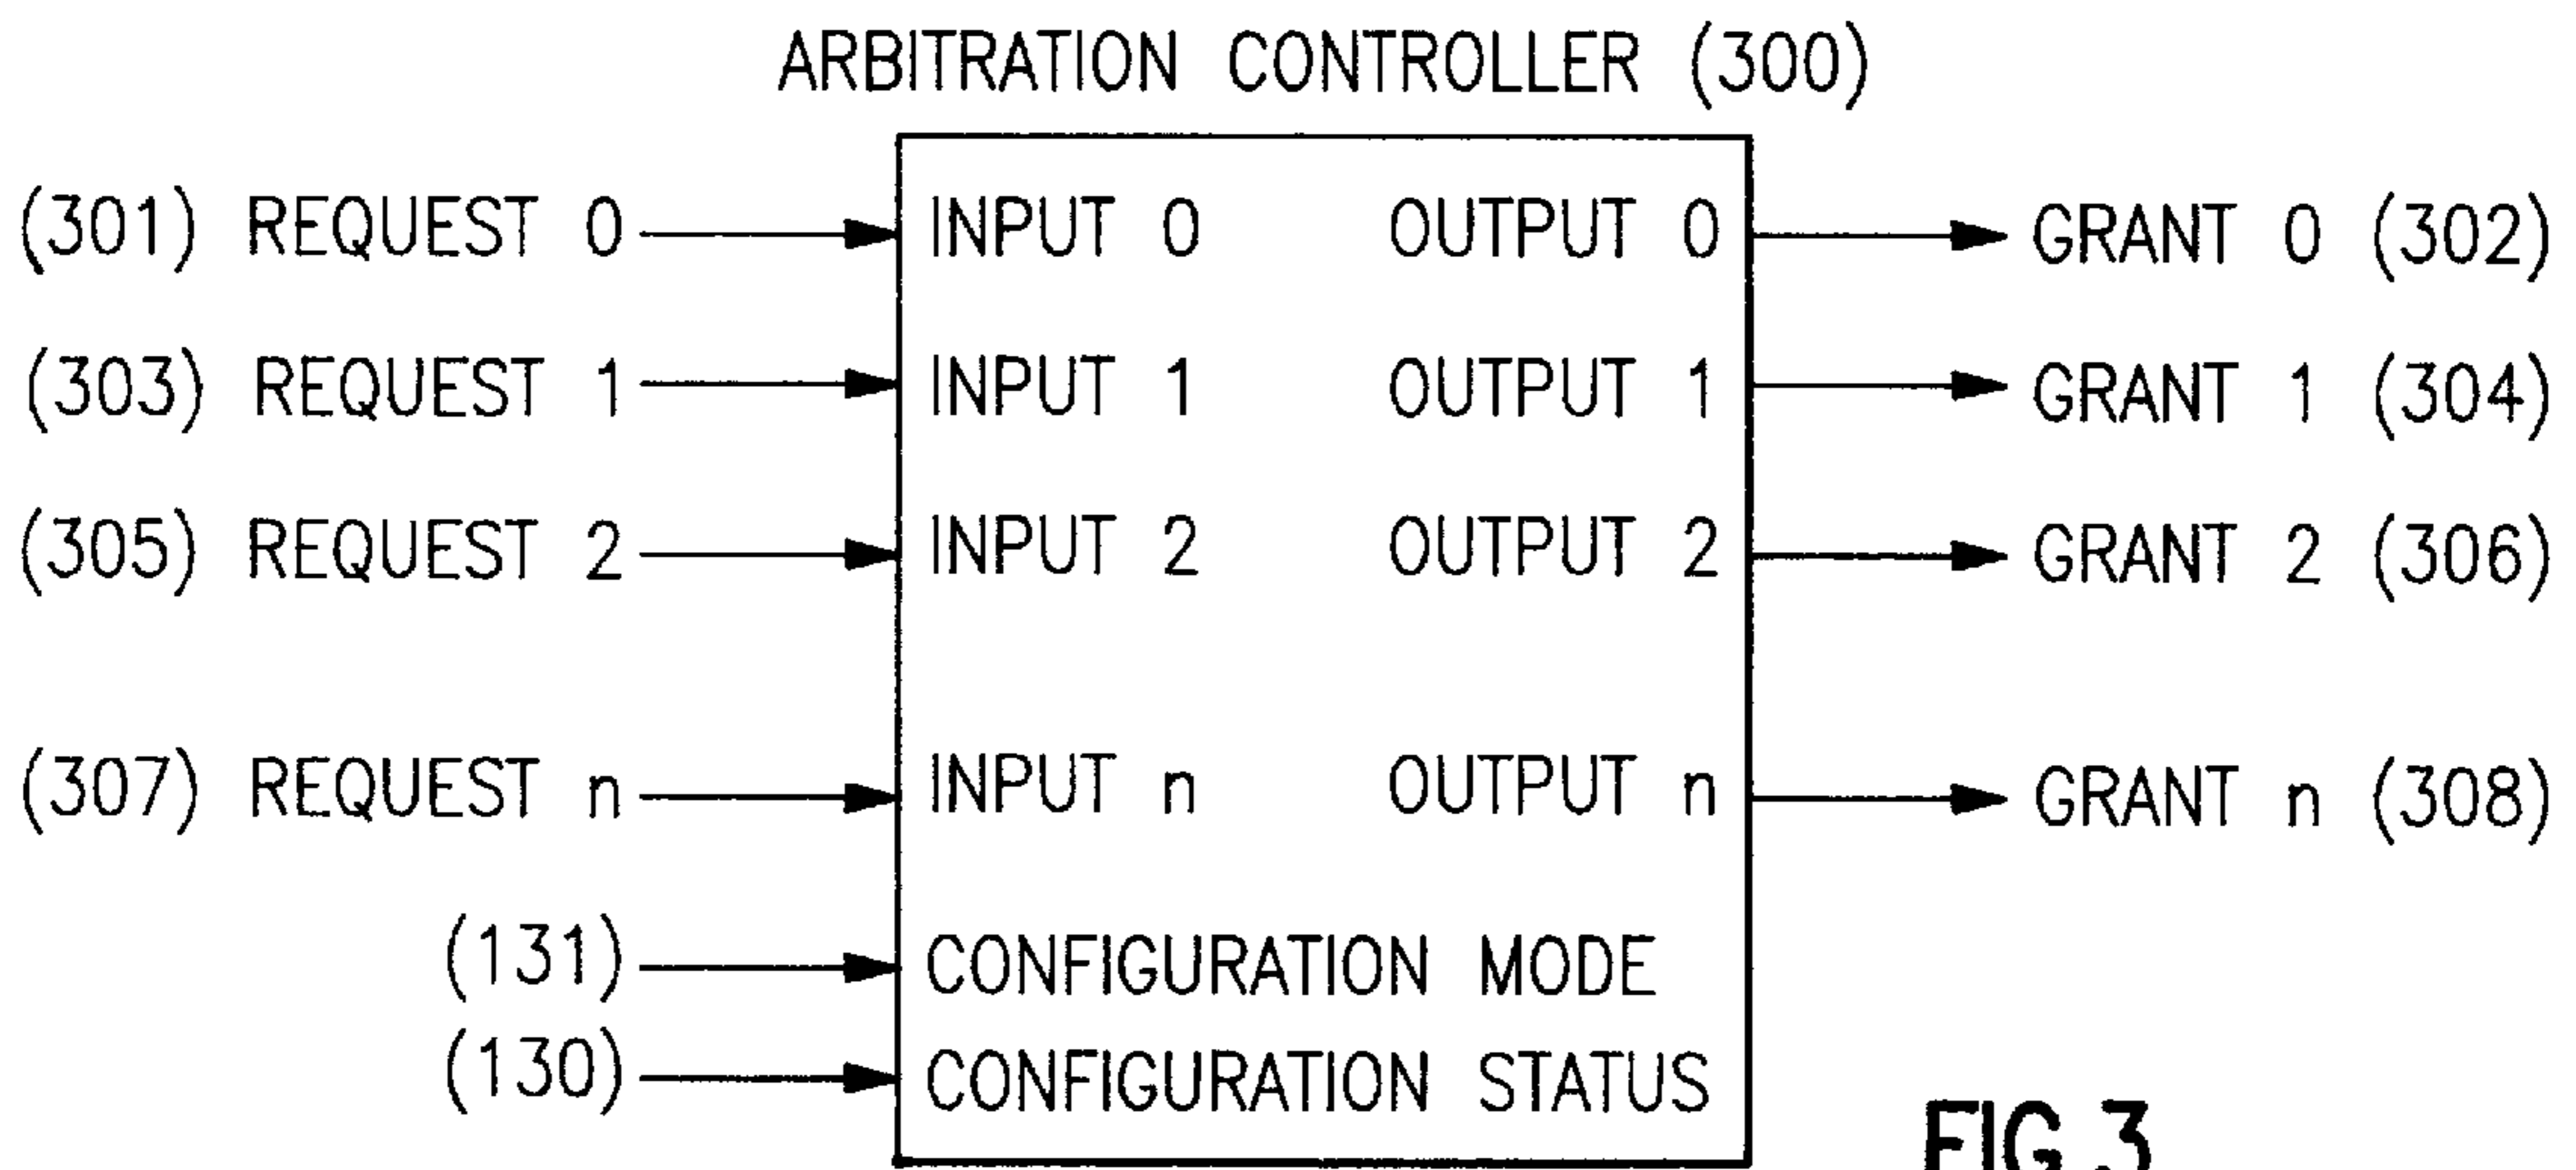 ARBITRATION CONTROLLER (300)
(301) REQUEST 0 INPUT 0 OUTPUT 0 GRANT 0 (302)
(303) REQUEST 1 INPUT 1 OUTPUT 1 GRANT 1 (304)
(305) REQUEST 2 INPUT 2 OUTPUT 2 GRANT 2 (306)
(307) REQUEST n INPUT n OUTPUT n GRANT n (308)
(131) CONFIGURATION MODE
(130) CONFIGURATION STATUS
FIG.3